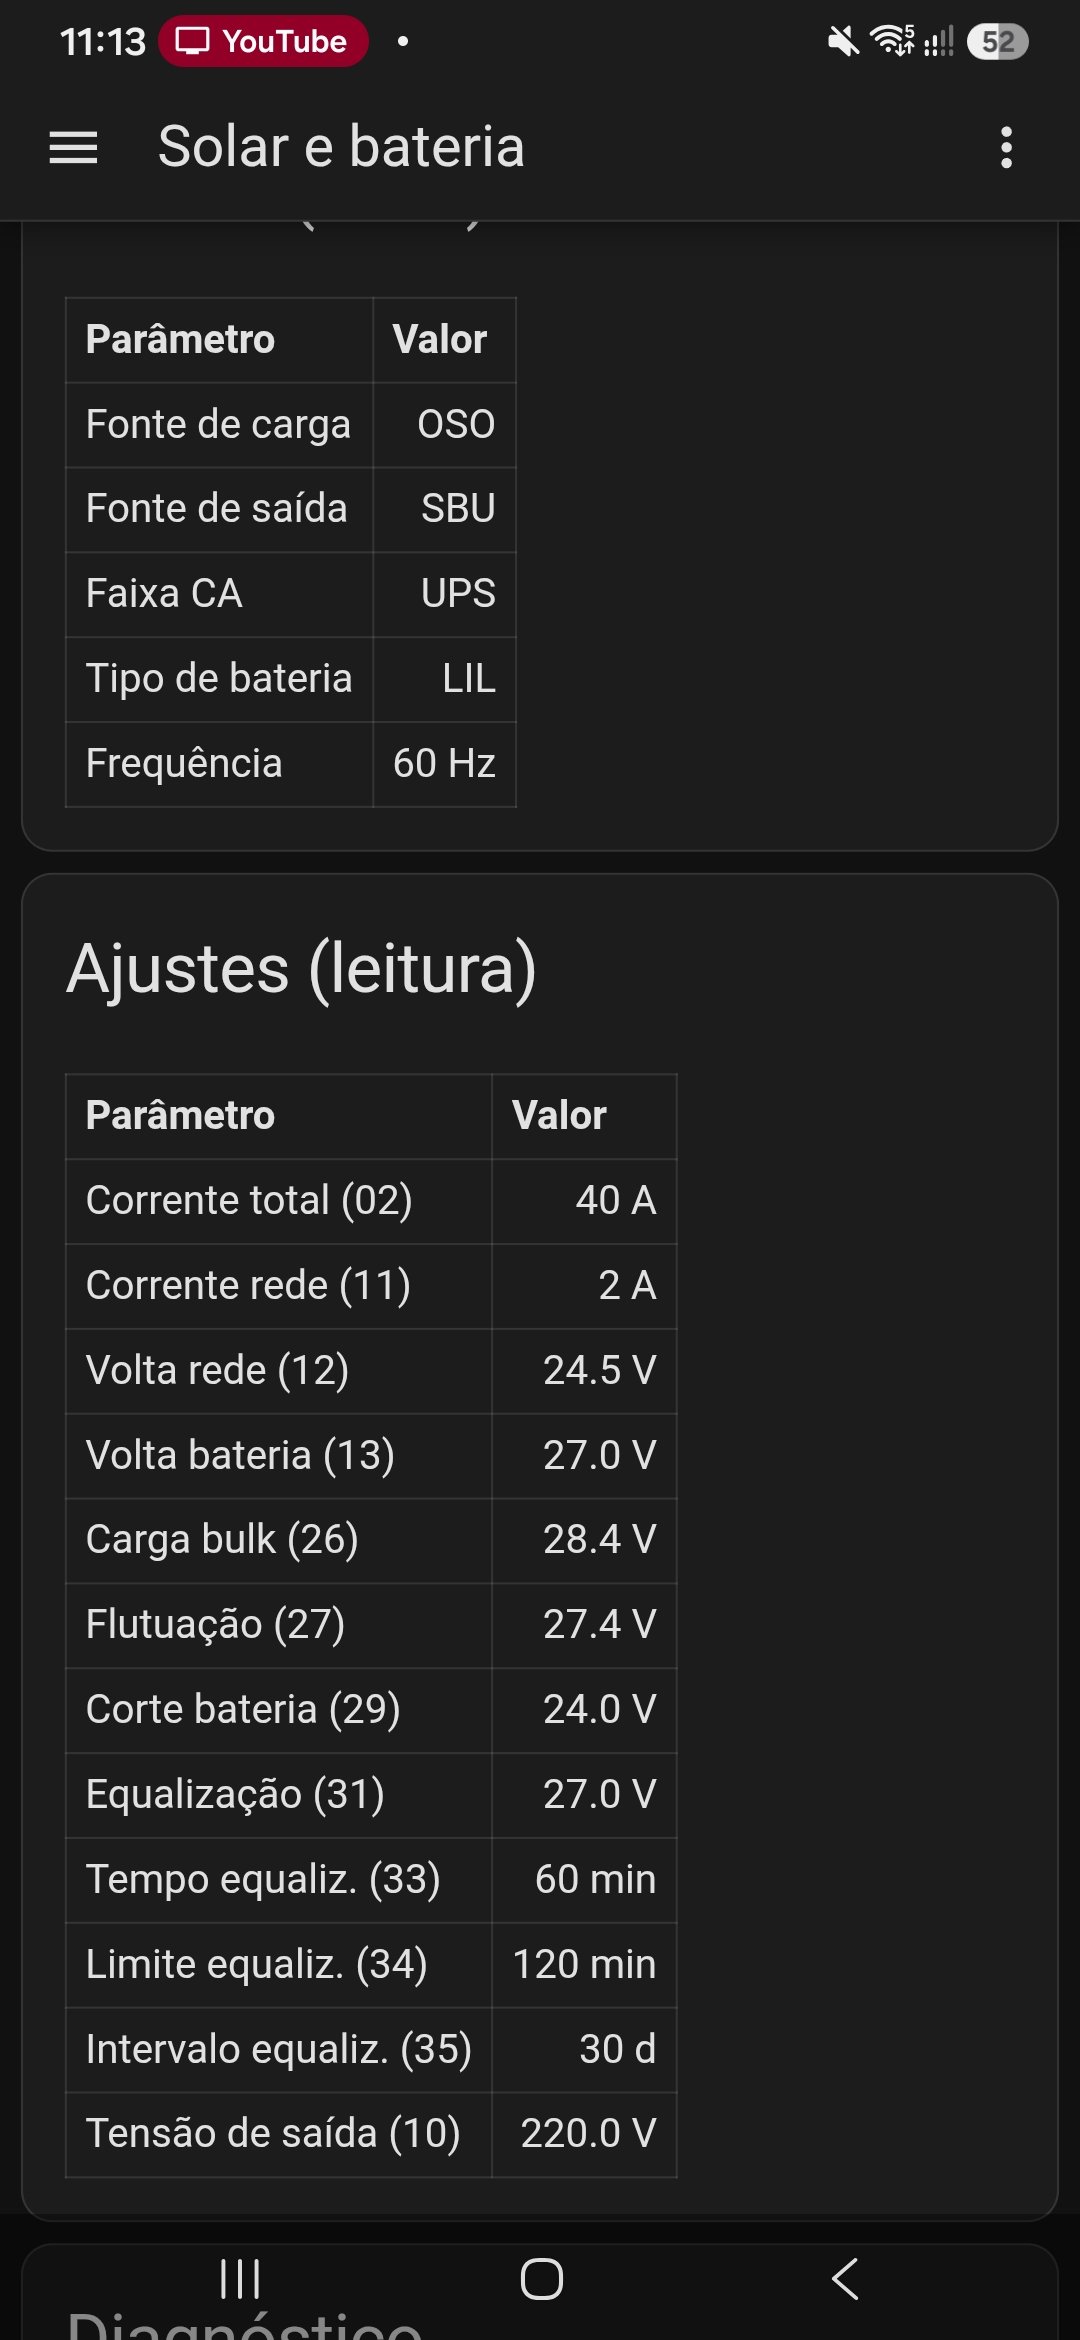 11:13 YouTube 5 52
Solar e bateria
Parâmetro Valor
Fonte de carga OSO
Fonte de saída SBU
Faixa CA UPS
Tipo de bateria LIL
Frequência 60 Hz
Ajustes (leitura)
Parâmetro Valor
Corrente total (02) 40 A
Corrente rede (11) 2 A
Volta rede (12) 24.5 V
Volta bateria (13) 27.0 V
Carga bulk (26) 28.4 V
Flutuação (27) 27.4 V
Corte bateria (29) 24.0 V
Equalização (31) 27.0 V
Tempo equaliz. (33) 60 min
Limite equaliz. (34) 120 min
Intervalo equaliz. (35) 30 d
Tensão de saída (10) 220.0 V
Diagnóstico